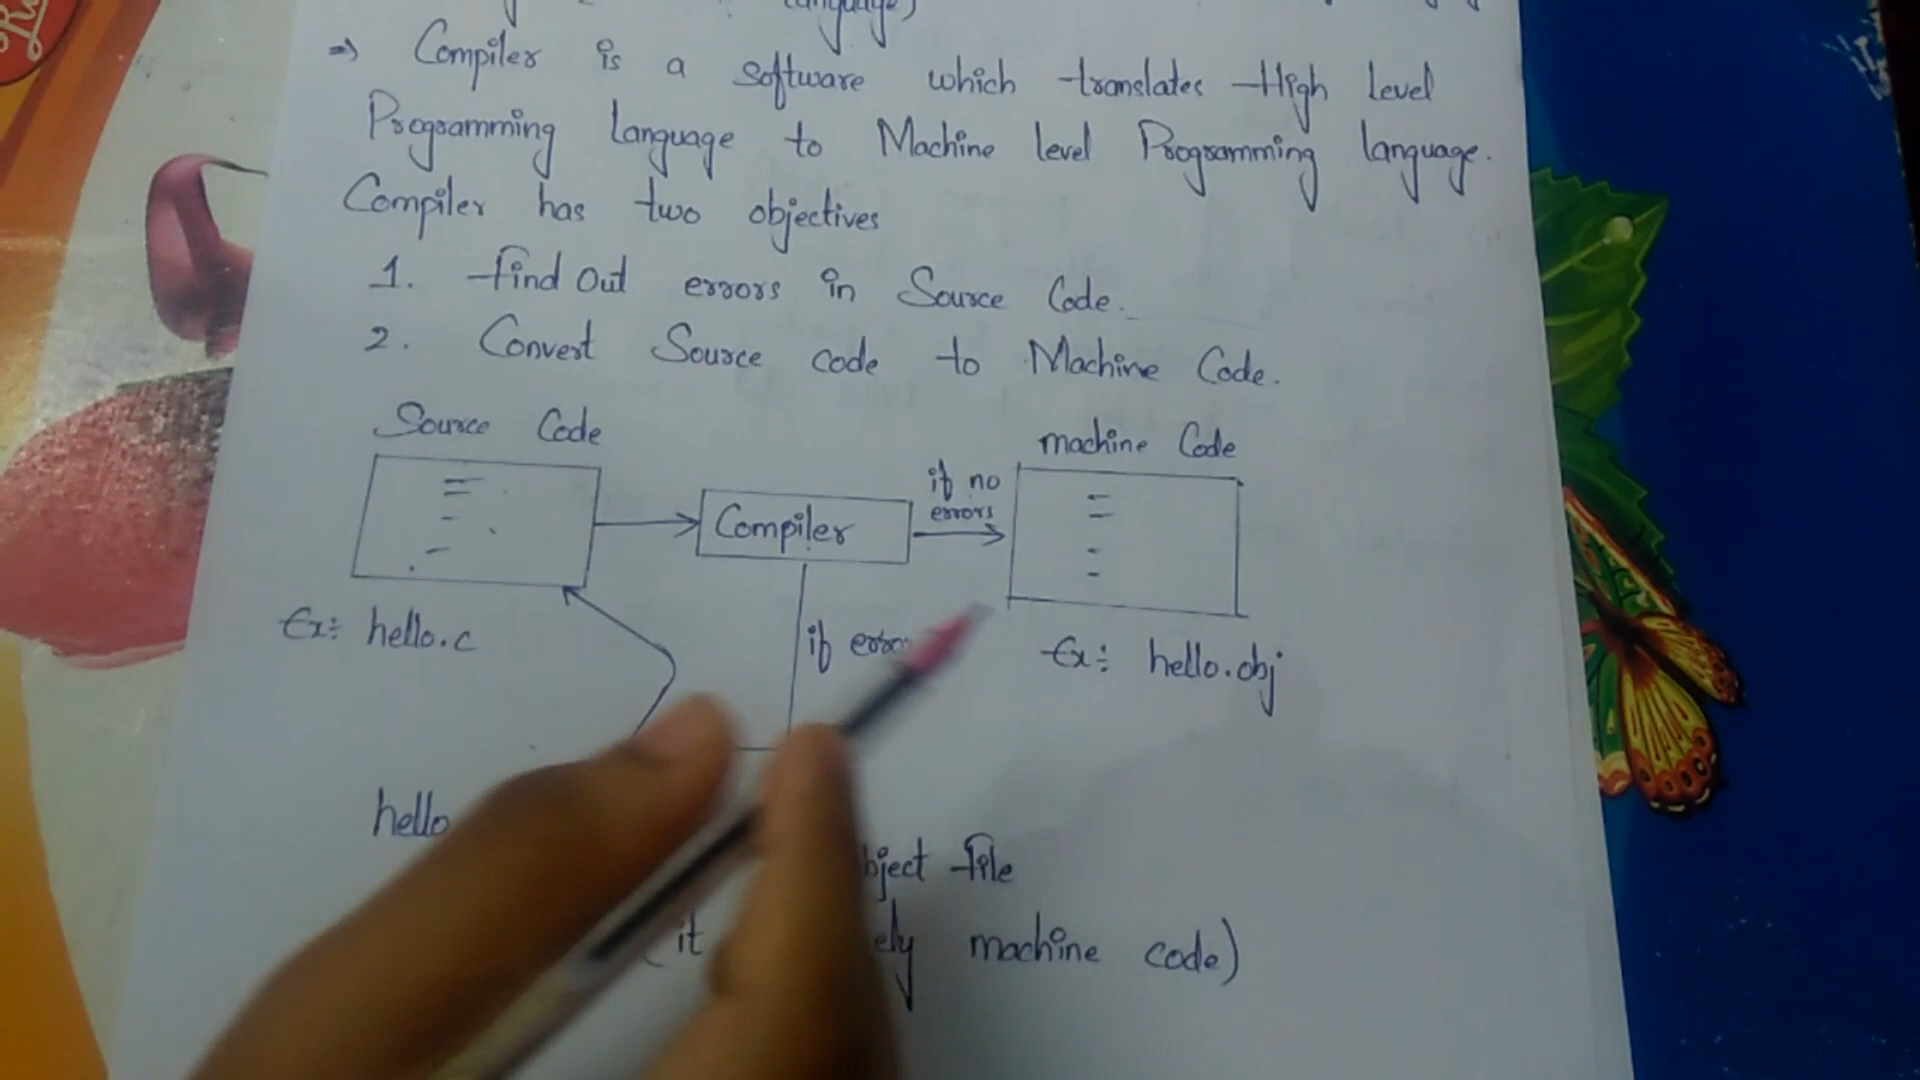 language)
⇒ Compiler is a software which translates High Level
Programming Language to Machine level Programming language.
Compiler has two objectives
1. Find Out errors in Source Code.
2. Convert Source code to Machine Code.
Source Code
machine Code
if no
errors
Compiler
if
Ex: hello.c
Ex: hello.obj
hello
file
(it machine code)